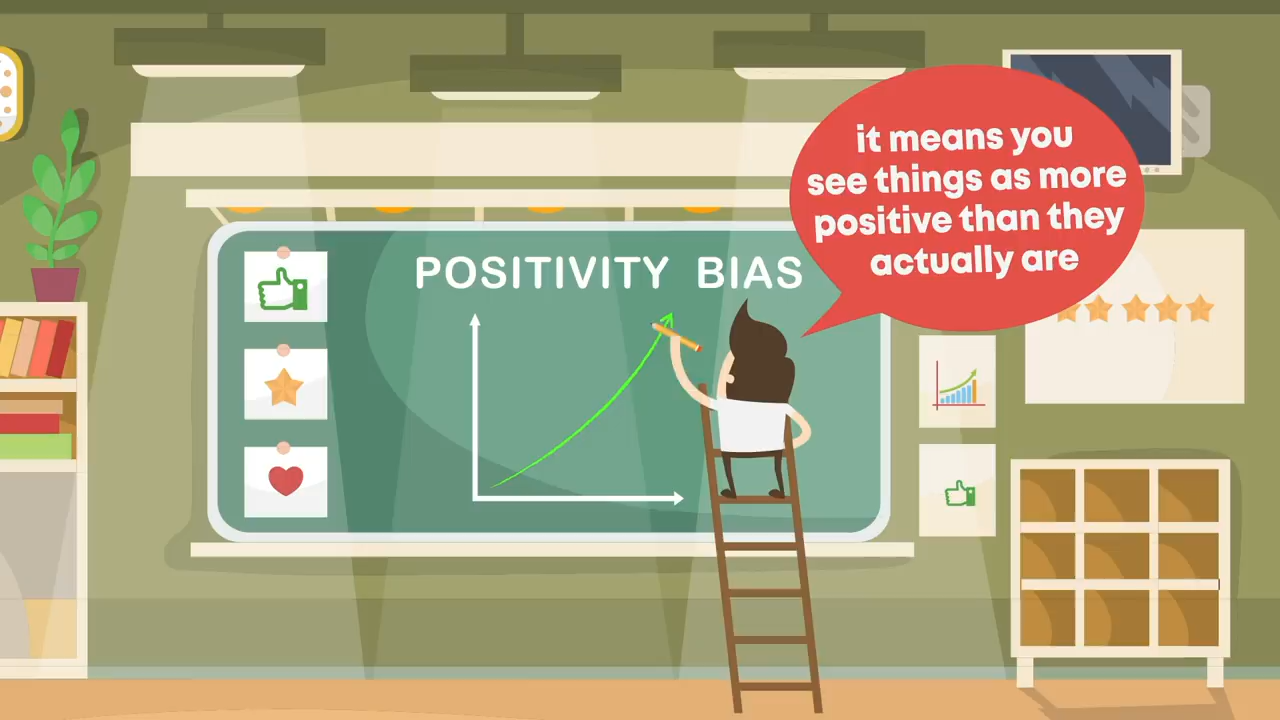 it means you
see things as more
positive than they
actually are
POSITIVITY BIAS